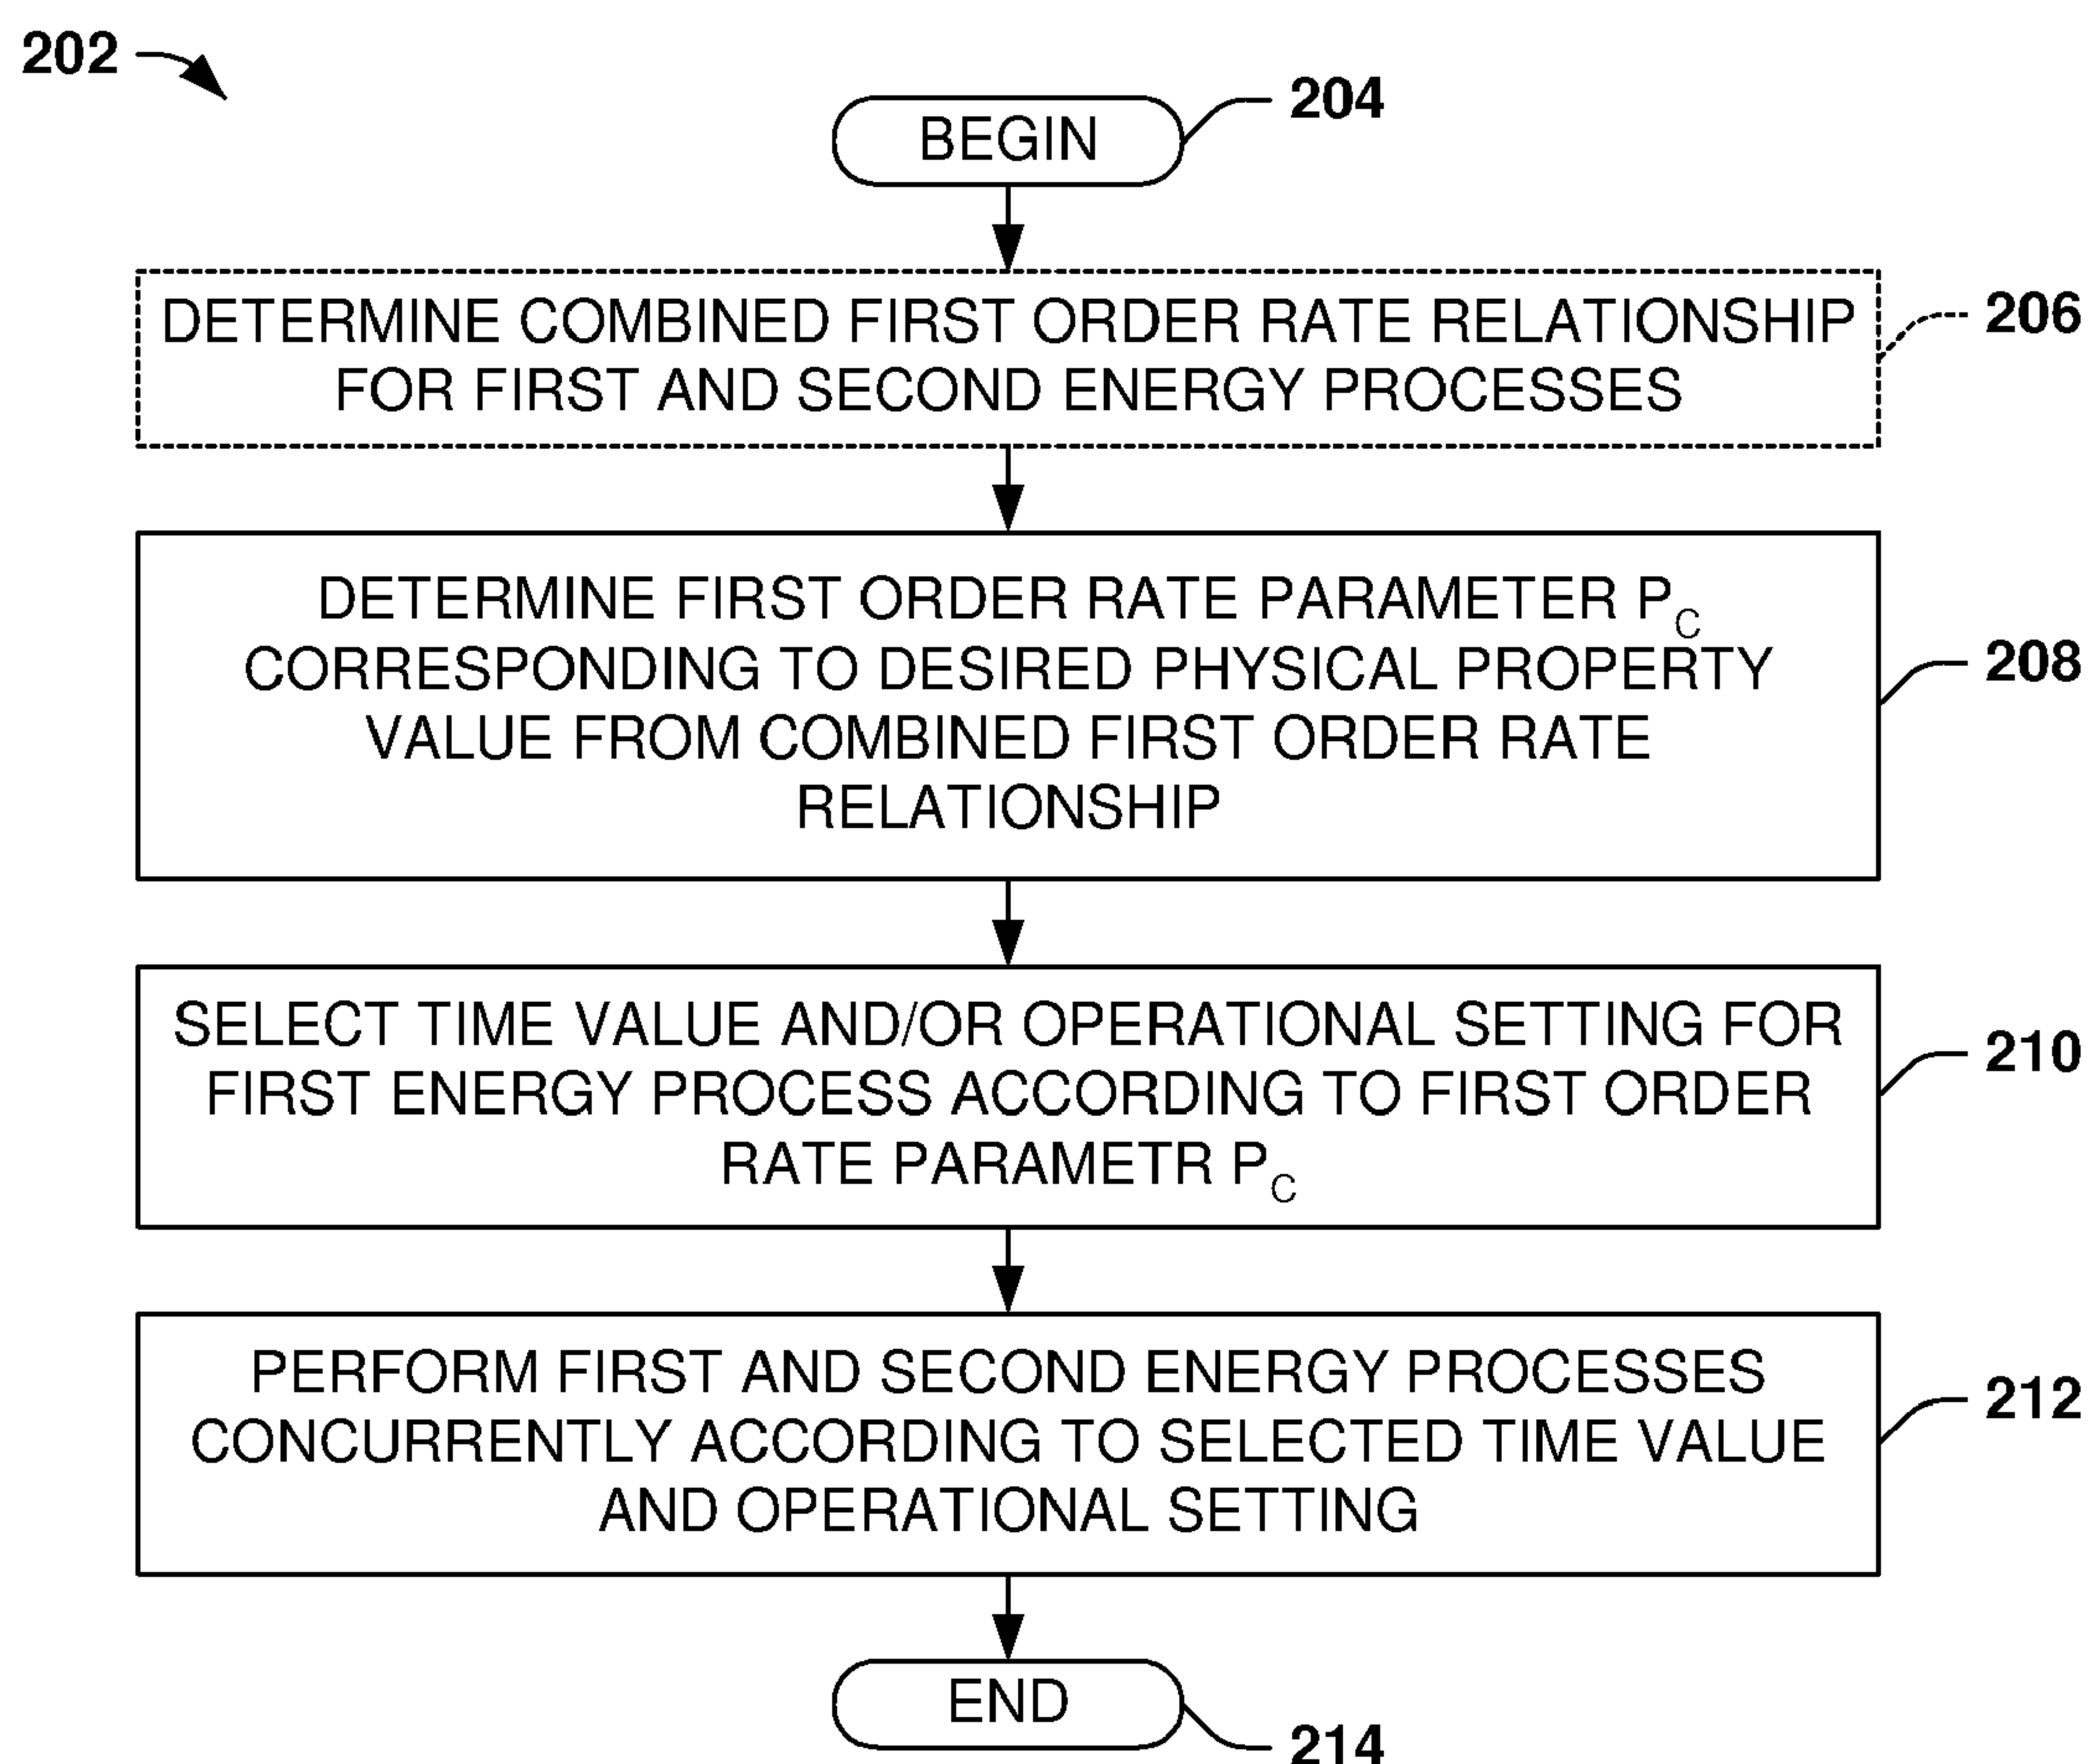 202
BEGIN
204
DETERMINE COMBINED FIRST ORDER RATE RELATIONSHIP
FOR FIRST AND SECOND ENERGY PROCESSES
206
DETERMINE FIRST ORDER RATE PARAMETER P_C
CORRESPONDING TO DESIRED PHYSICAL PROPERTY
VALUE FROM COMBINED FIRST ORDER RATE
RELATIONSHIP
208
SELECT TIME VALUE AND/OR OPERATIONAL SETTING FOR
FIRST ENERGY PROCESS ACCORDING TO FIRST ORDER
RATE PARAMETR P_C
210
PERFORM FIRST AND SECOND ENERGY PROCESSES
CONCURRENTLY ACCORDING TO SELECTED TIME VALUE
AND OPERATIONAL SETTING
212
END
214